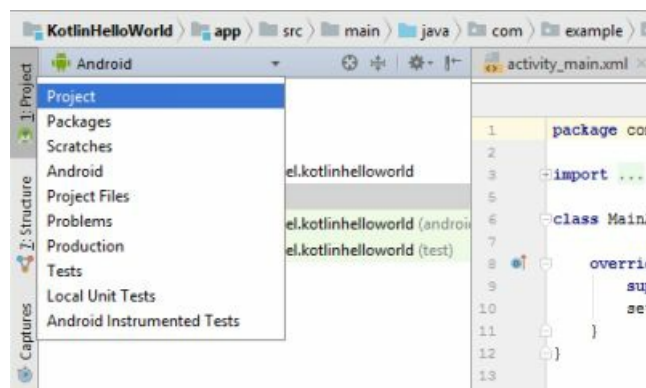 KotlinHelloWorld app src main java com example
1: Project
Android
activity_main.xml
Project
Packages
Scratches
Android
Project Files
Problems
Production
Tests
Local Unit Tests
Android Instrumented Tests
el.kotlinhelloworld
el.kotlinhelloworld (androi
el.kotlinhelloworld (test)
7: Structure
Captures
1 package co
2
3 import ...
5
6 class Main
7
8 overri
9 su
10 se
11 }
12 }
13